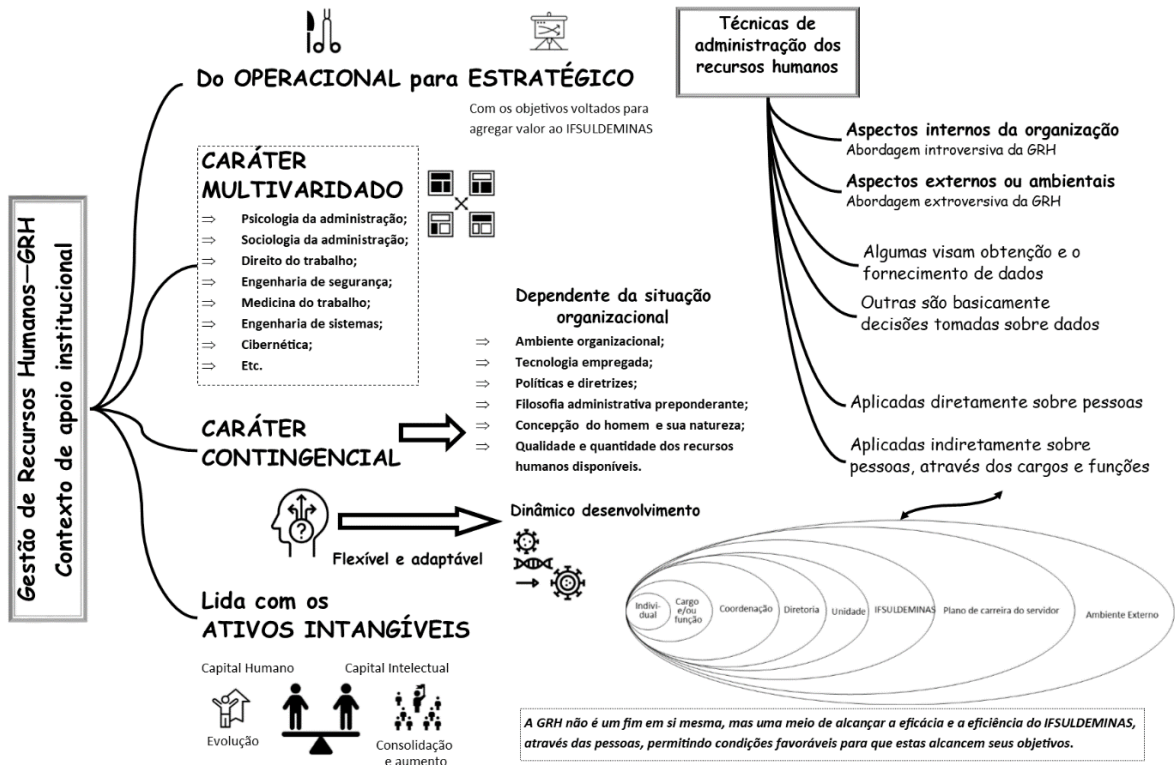 Gestão de Recursos Humanos—GRH
Contexto de apoio institucional
Do OPERACIONAL para ESTRATÉGICO
Com os objetivos voltados para
agregar valor ao IFSULDEMINAS
CARÁTER
MULTIVARIDADO
⇒ Psicologia da administração;
⇒ Sociologia da administração;
⇒ Direito do trabalho;
⇒ Engenharia de segurança;
⇒ Medicina do trabalho;
⇒ Engenharia de sistemas;
⇒ Cibernética;
⇒ Etc.
CARÁTER
CONTINGENCIAL
Dependente da situação
organizacional
⇒ Ambiente organizacional;
⇒ Tecnologia empregada;
⇒ Políticas e diretrizes;
⇒ Filosofia administrativa preponderante;
⇒ Concepção do homem e sua natureza;
⇒ Qualidade e quantidade dos recursos
humanos disponíveis.
?
Flexível e adaptável
Dinâmico desenvolvimento
Lida com os
ATIVOS INTANGÍVEIS
Capital Humano
Capital Intelectual
Evolução
Consolidação
e aumento
Técnicas de
administração dos
recursos humanos
Aspectos internos da organização
Abordagem introversiva da GRH
Aspectos externos ou ambientais
Abordagem extroversiva da GRH
Algumas visam obtenção e o
fornecimento de dados
Outras são basicamente
decisões tomadas sobre dados
Aplicadas diretamente sobre pessoas
Aplicadas indiretamente sobre
pessoas, através dos cargos e funções
Indivi-
dual
Cargo
e/ou
função
Coordenação
Diretoria
Unidade
IFSULDEMINAS
Plano de carreira do servidor
Ambiente Externo
A GRH não é um fim em si mesma, mas uma meio de alcançar a eficácia e a eficiência do IFSULDEMINAS,
através das pessoas, permitindo condições favoráveis para que estas alcancem seus objetivos.